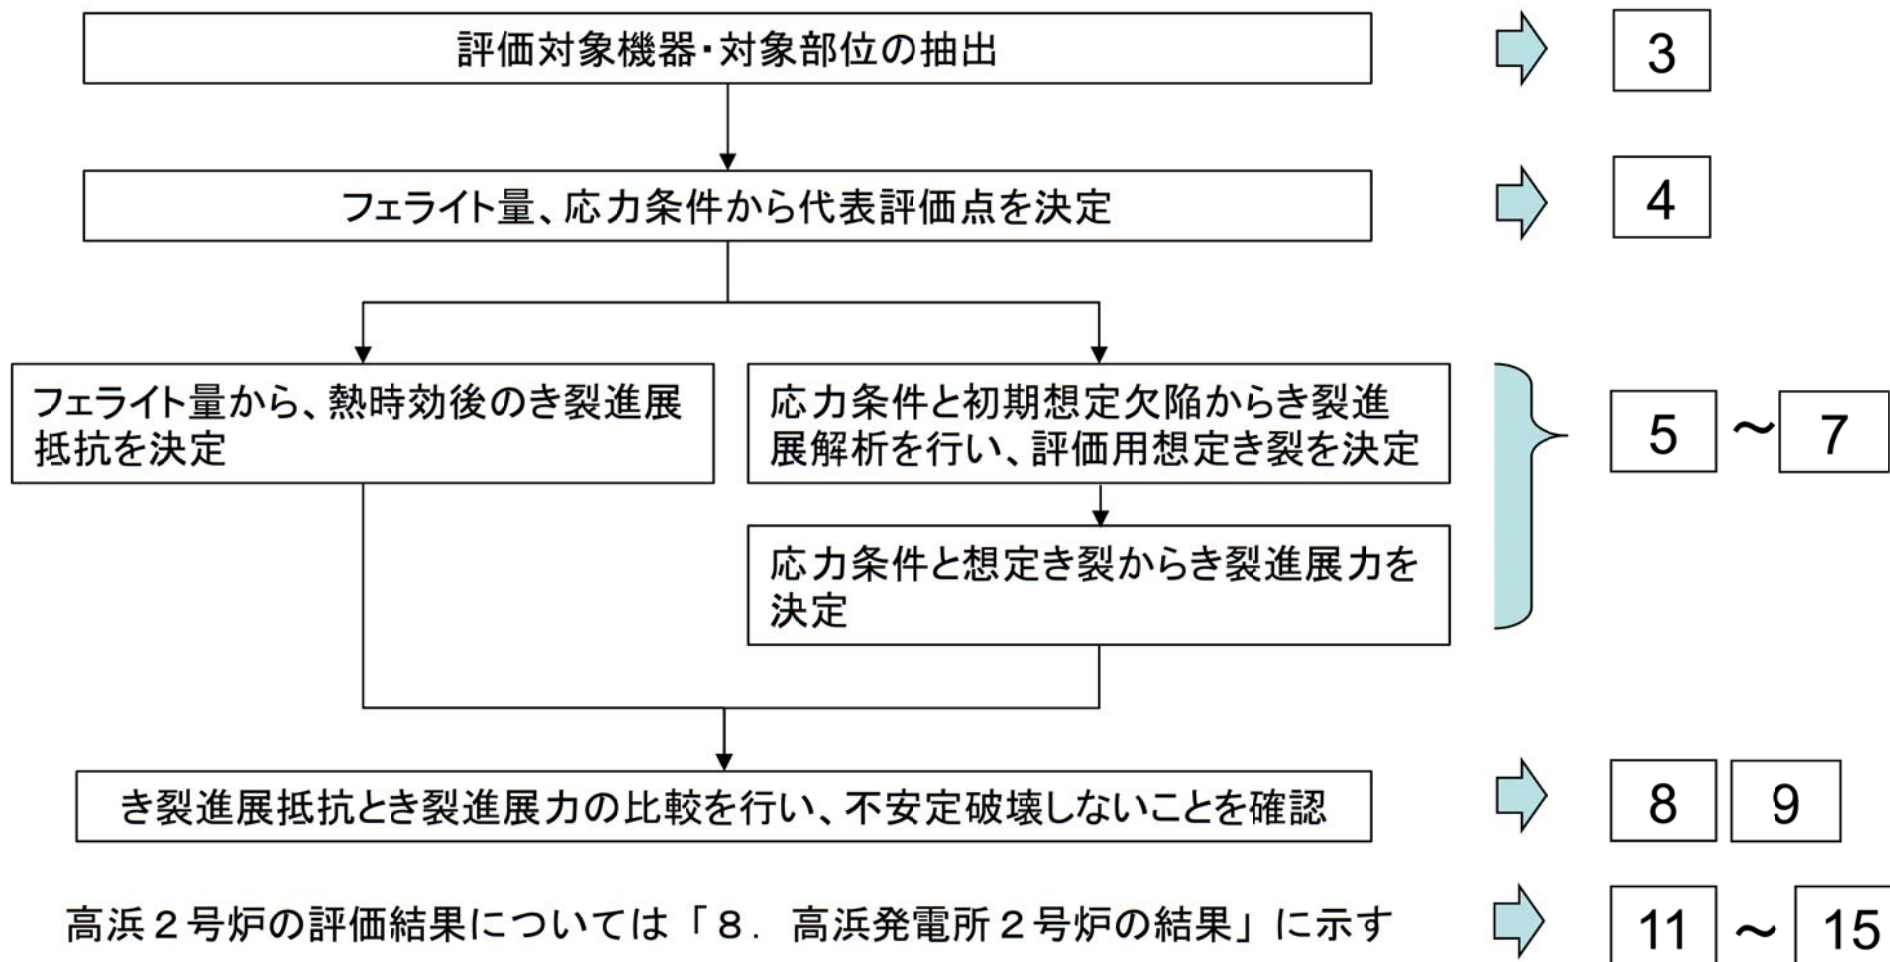 評価対象機器・対象部位の抽出
3
フェライト量、応力条件から代表評価点を決定
4
フェライト量から、熱時効後のき裂進展
抵抗を決定
応力条件と初期想定欠陥からき裂進
展解析を行い、評価用想定き裂を決定
5 ～ 7
応力条件と想定き裂からき裂進展力を
決定
き裂進展抵抗とき裂進展力の比較を行い、不安定破壊しないことを確認
8 9
高浜２号炉の評価結果については「８．高浜発電所２号炉の結果」に示す
11 ～ 15